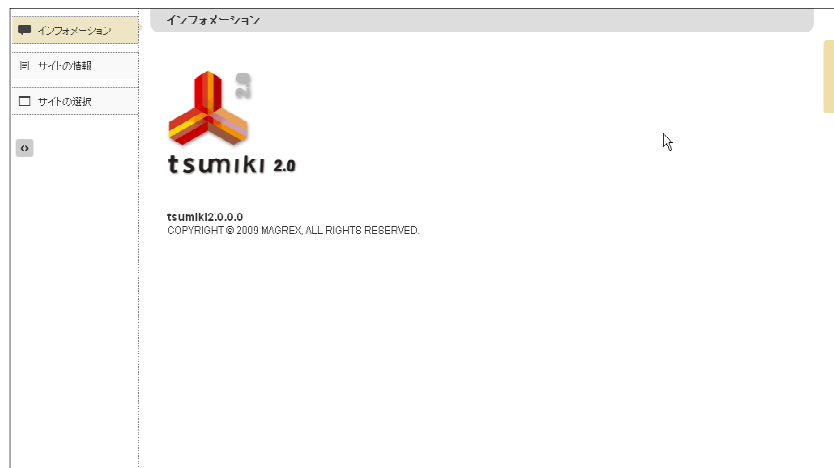 インフォメーション
サイトの情報
サイトの選択
インフォメーション
2.0
tsumiki 2.0
tsumiki2.0.0.0
COPYRIGHT © 2009 MAGREX, ALL RIGHTS RESERVED.